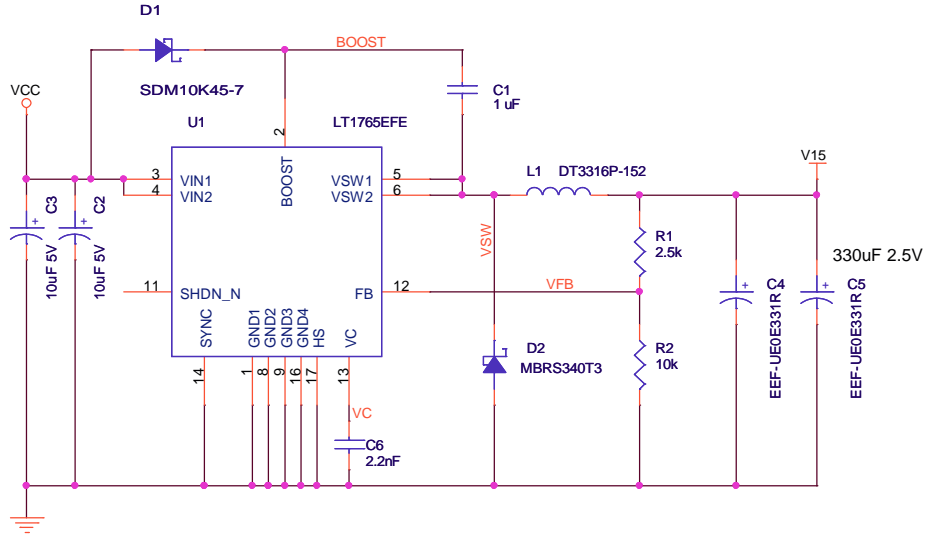 D1
BOOST
SDM10K45-7
C1
1 uF
VCC
U1
LT1765EFE
2
V15
3
4
VIN1
VIN2
BOOST
VSW1
VSW2
5
6
L1
DT3316P-152
C3
10uF 5V
C2
10uF 5V
VSW
R1
2.5k
330uF 2.5V
11
SHDN_N
FB
12
VFB
C4
EEF-UE0E331R
C5
EEF-UE0E331R
SYNC
GND1
GND2
GND3
GND4
HS
VC
D2
MBRS340T3
R2
10k
14
1
8
9
16
17
13
VC
C6
2.2nF